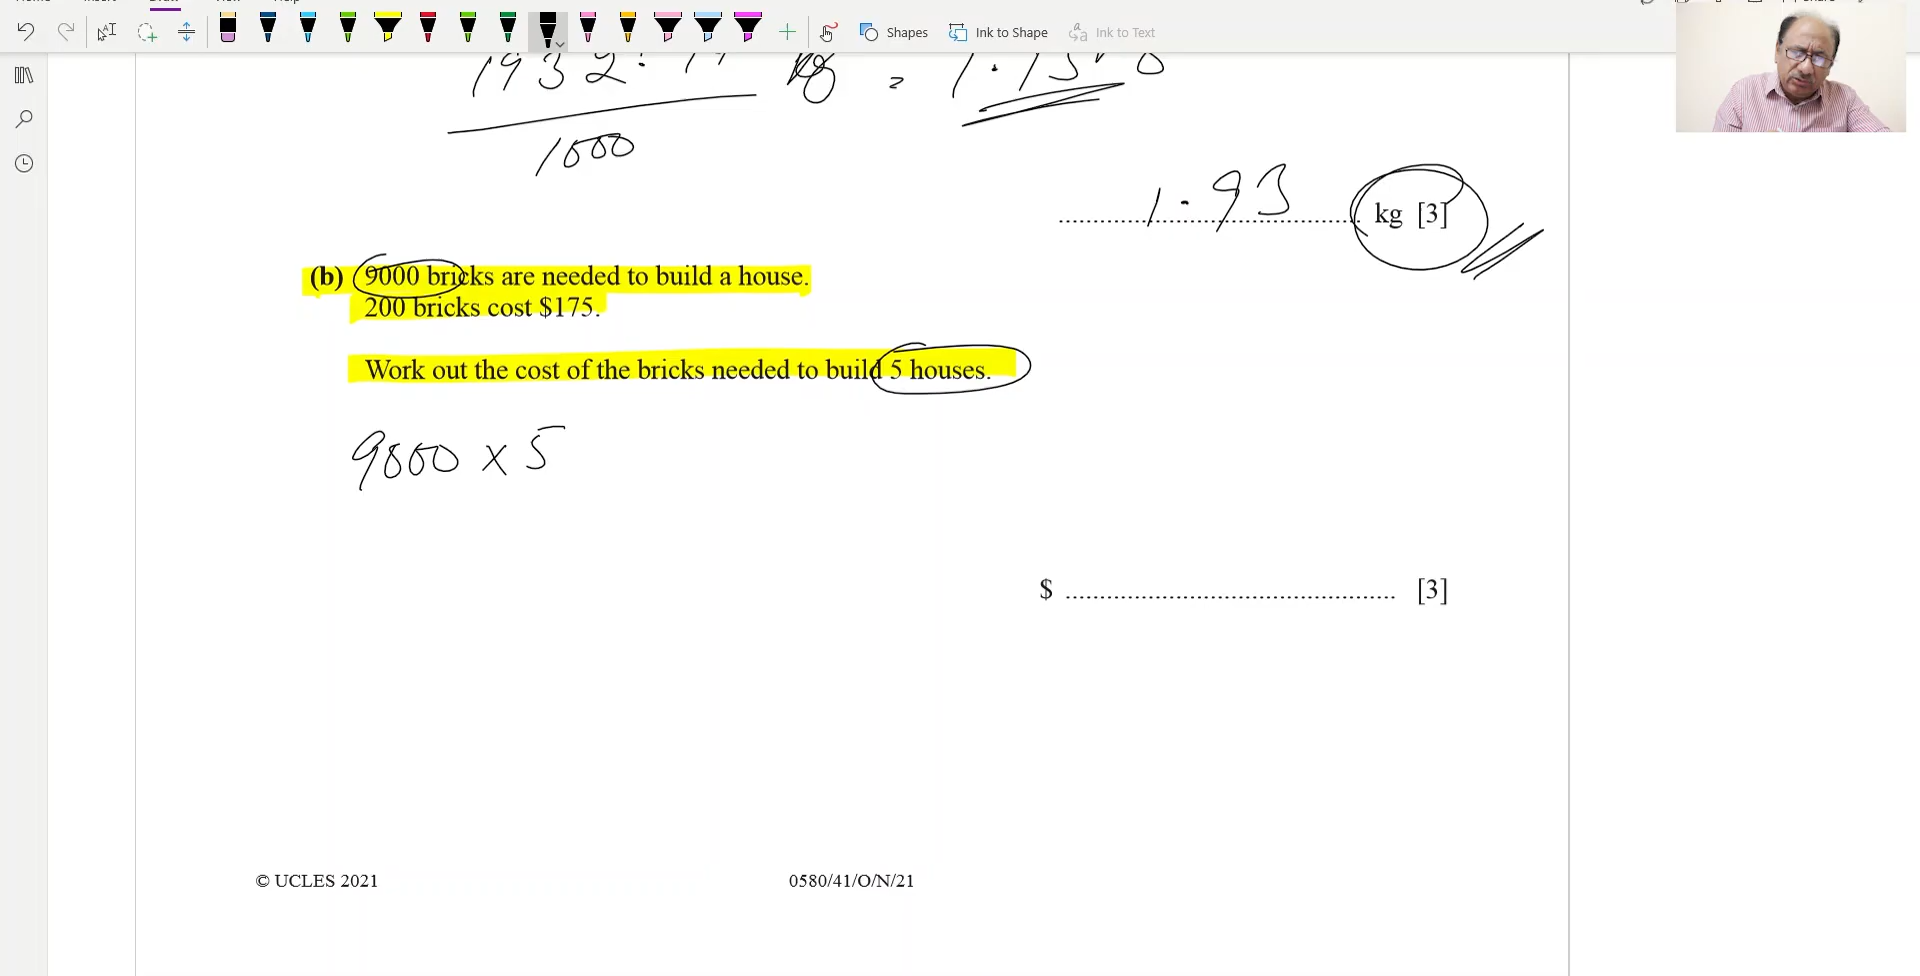 Shapes Ink to Shape Ink to Text
1000
1.93 kg [3]
(b) 9000 bricks are needed to build a house.
200 bricks cost $175.
Work out the cost of the bricks needed to build 5 houses.
9000 x 5
$ ................................................ [3]
© UCLES 2021 0580/41/O/N/21